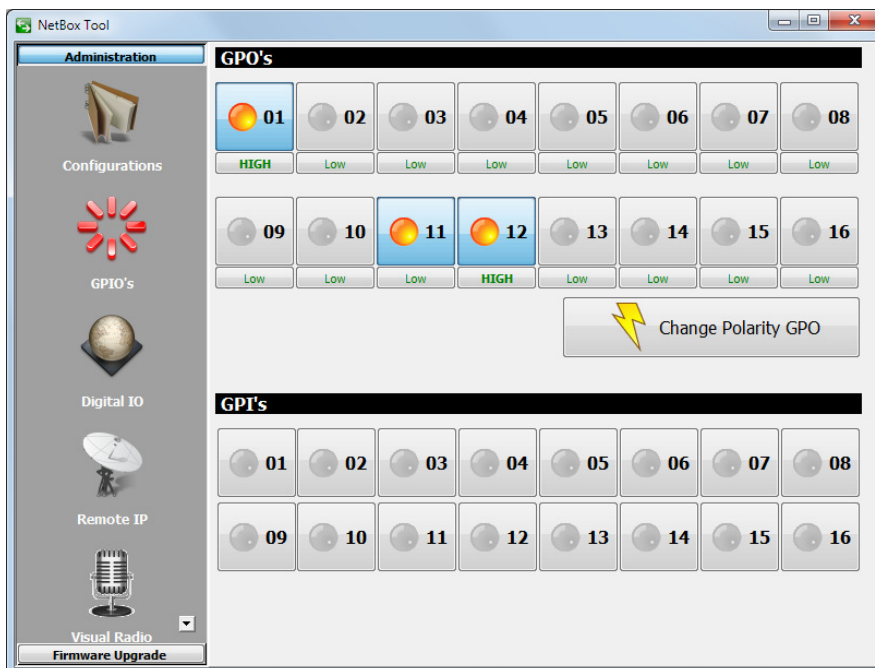 NetBox Tool
Administration
Configurations
GPIO's
Digital IO
Remote IP
Visual Radio
Firmware Upgrade
GPO's
01 02 03 04 05 06 07 08
HIGH Low Low Low Low Low Low Low
09 10 11 12 13 14 15 16
Low Low Low HIGH Low Low Low Low
Change Polarity GPO
GPI's
01 02 03 04 05 06 07 08
09 10 11 12 13 14 15 16